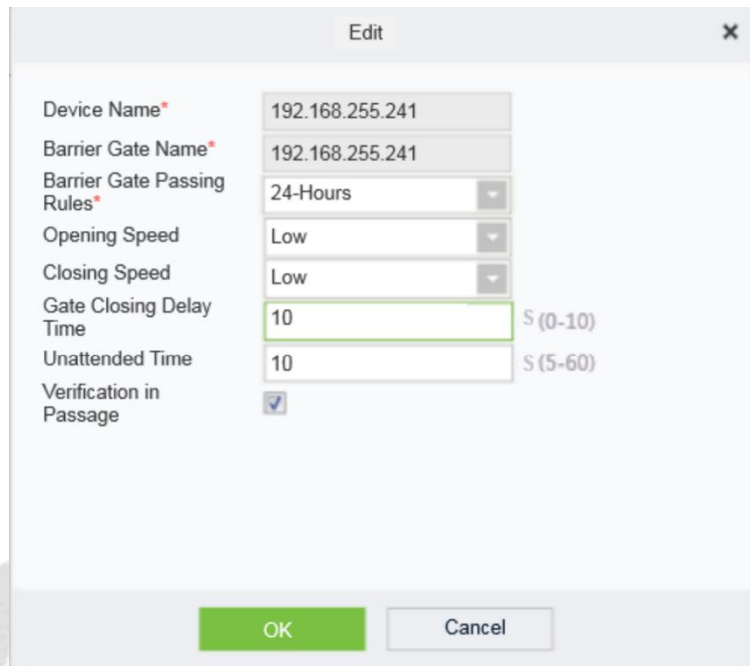 Edit
Device Name*
192.168.255.241
Barrier Gate Name*
192.168.255.241
Barrier Gate Passing
Rules*
24-Hours
Opening Speed
Low
Closing Speed
Low
Gate Closing Delay
Time
10
S (0-10)
Unattended Time
10
S (5-60)
Verification in
Passage
OK
Cancel